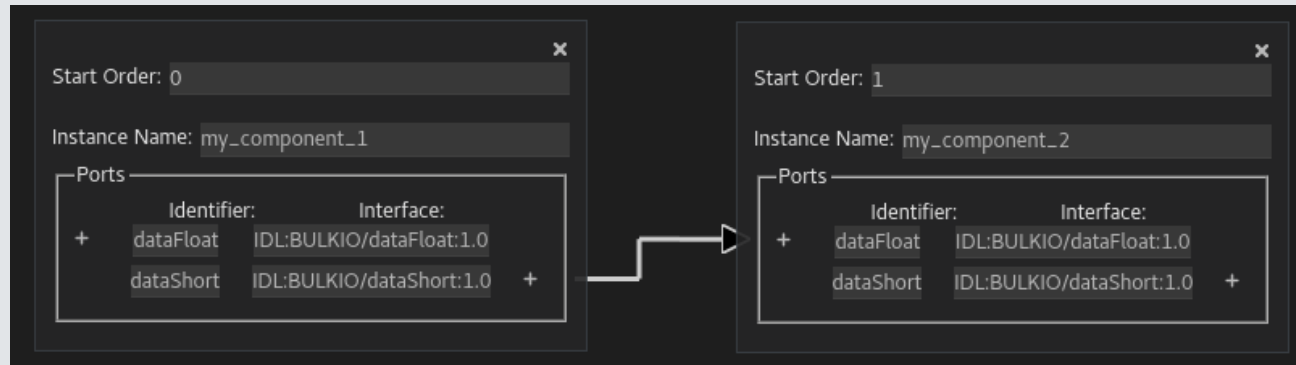 Start Order: 0
Instance Name: my_component_1
Ports
Identifier: Interface:
+ dataFloat IDL:BULKIO/dataFloat:1.0
dataShort IDL:BULKIO/dataShort:1.0 +
Start Order: 1
Instance Name: my_component_2
Ports
Identifier: Interface:
+ dataFloat IDL:BULKIO/dataFloat:1.0
dataShort IDL:BULKIO/dataShort:1.0 +